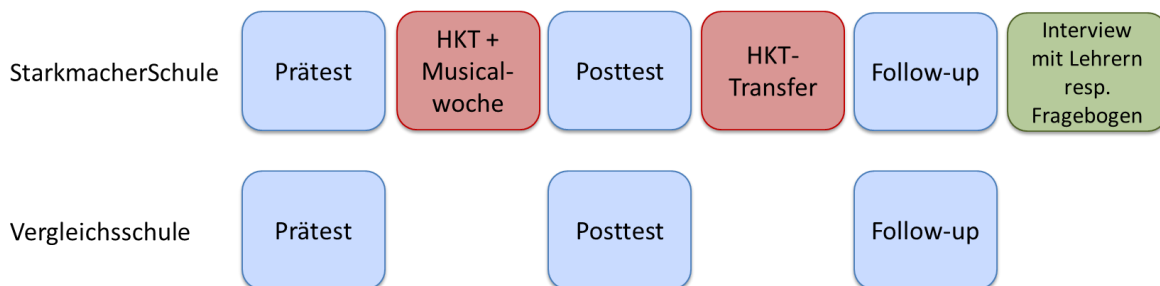 StarkmacherSchule
Prätest
HKT +
Musical-
woche
Posttest
HKT-
Transfer
Follow-up
Interview
mit Lehrern
resp.
Fragebogen
Vergleichsschule
Prätest
Posttest
Follow-up